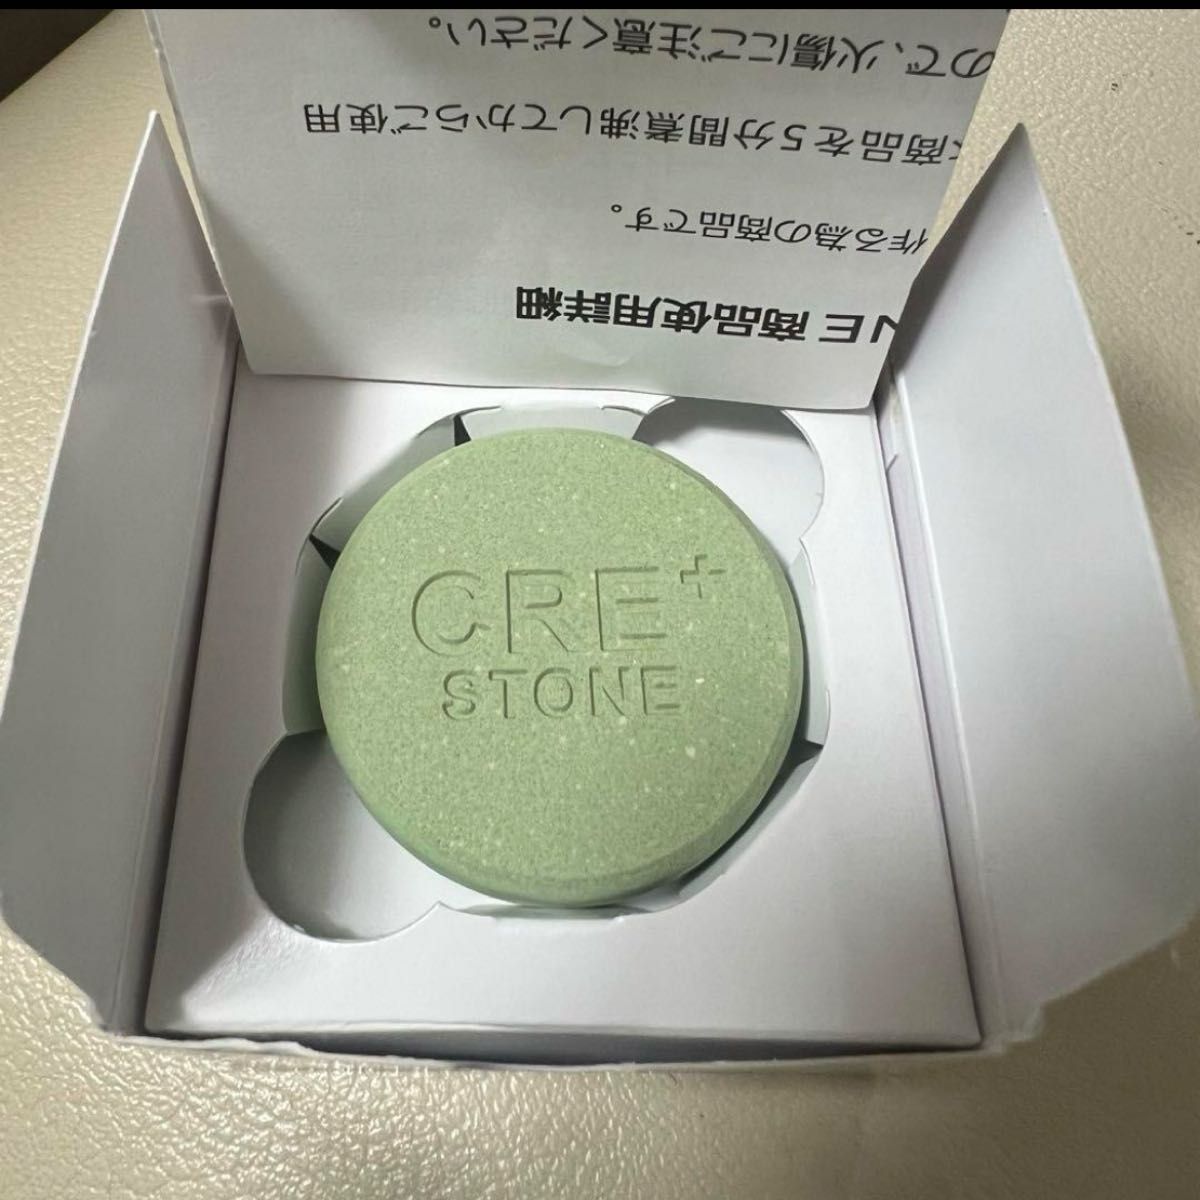 NE 商品使用詳細
作る為の商品です。
商品を5分間煮沸してからご使用
ので、火傷にご注意ください。
CRE+
STONE